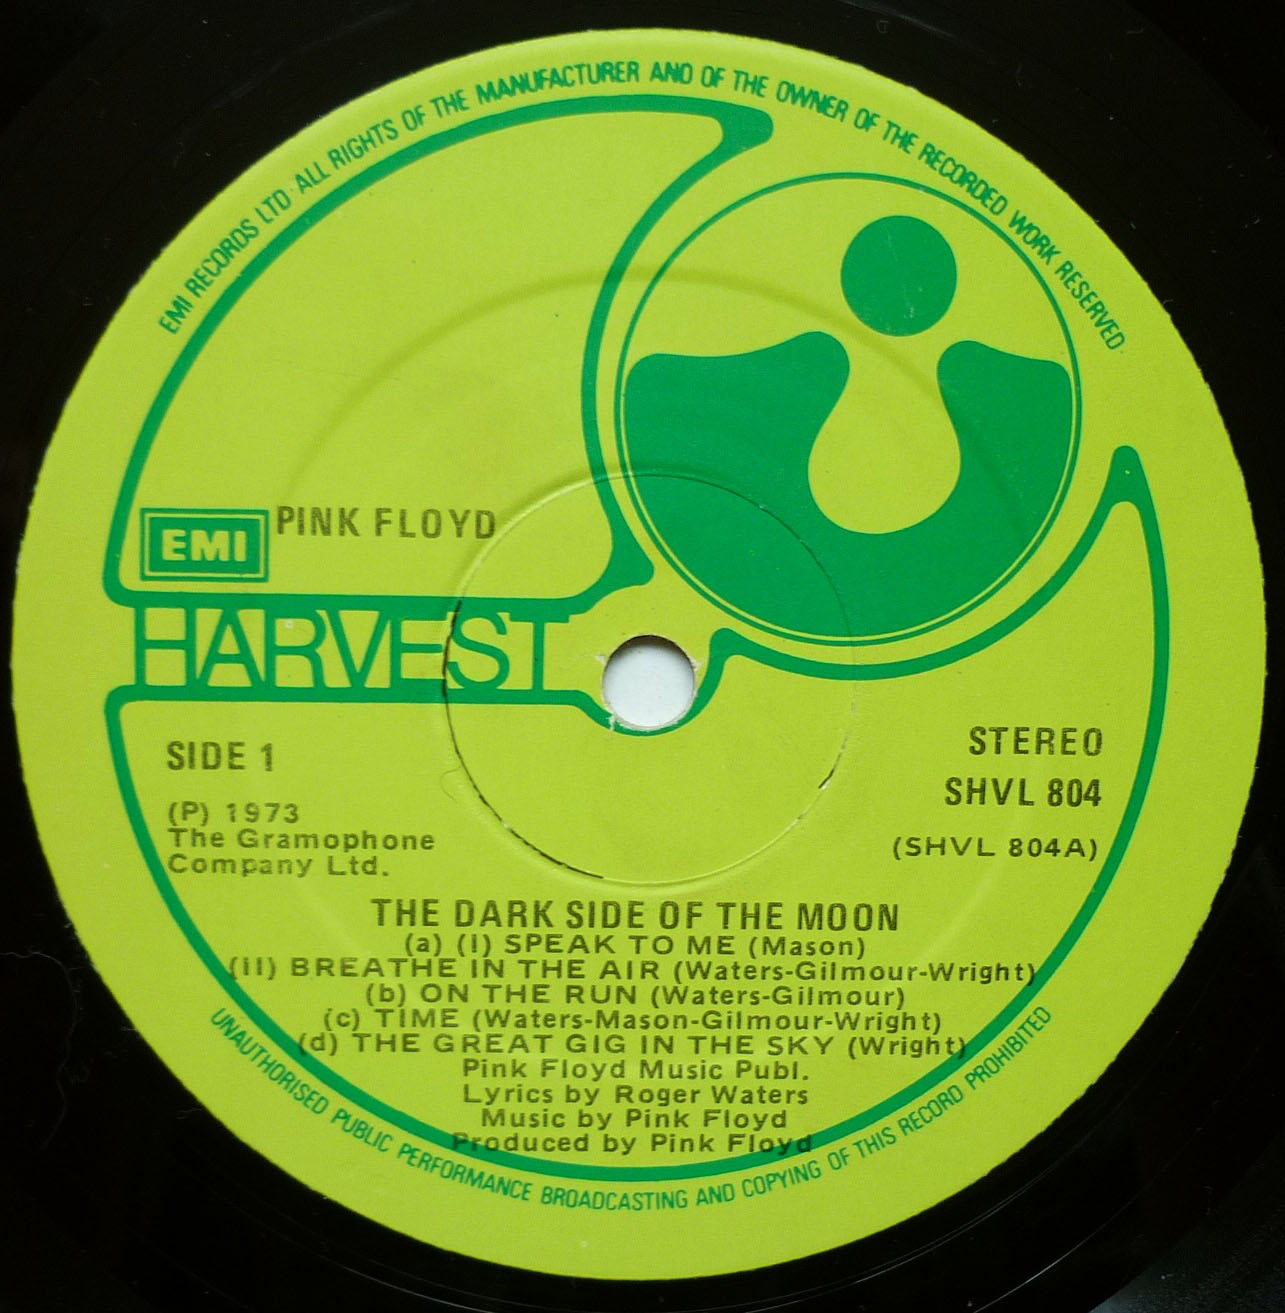 EMI RECORDS LTD ALL RIGHTS OF THE MANUFACTURER AND OF THE OWNER OF THE RECORDED WORK RESERVED
EMI
PINK FLOYD
HARVEST
SIDE 1
STEREO
SHVL 804
(P) 1973
The Gramophone
Company Ltd.
(SHVL 804A)
THE DARK SIDE OF THE MOON
(a) (I) SPEAK TO ME (Mason)
(II) BREATHE IN THE AIR (Waters-Gilmour-Wright)
(b) ON THE RUN (Waters-Gilmour)
(c) TIME (Waters-Mason-Gilmour-Wright)
(d) THE GREAT GIG IN THE SKY (Wright)
Pink Floyd Music Publ.
Lyrics by Roger Waters
Music by Pink Floyd
Produced by Pink Floyd
UNAUTHORISED PUBLIC PERFORMANCE BROADCASTING AND COPYING OF THIS RECORD PROHIBITED